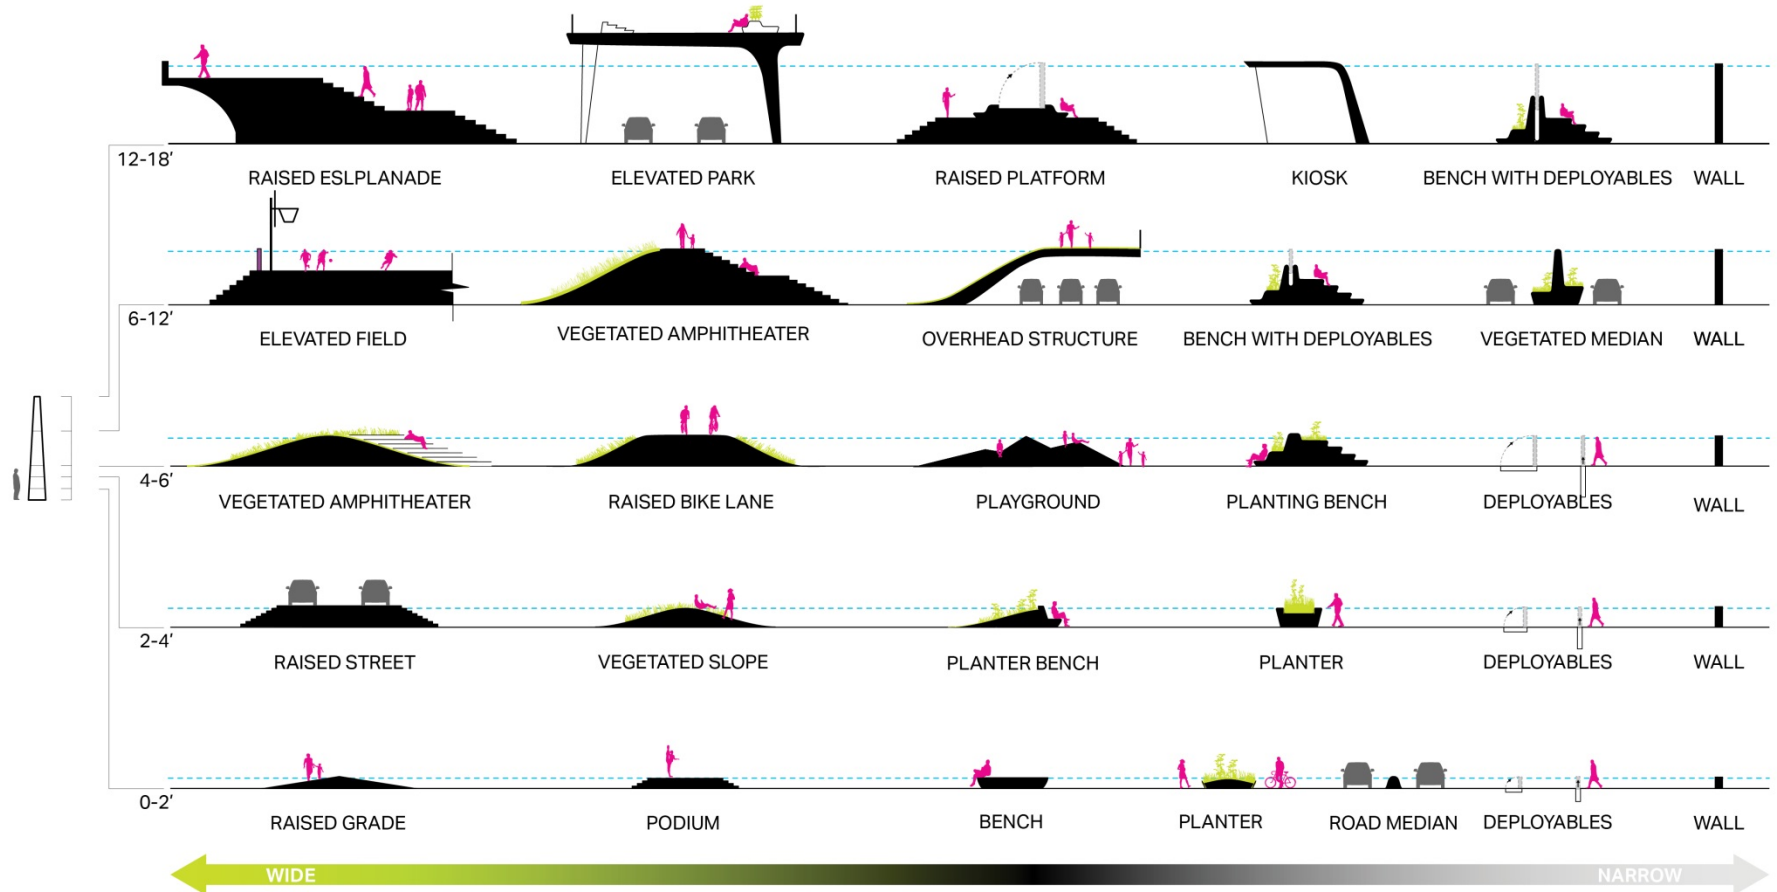 12-18'
RAISED ESLPLANADE
ELEVATED PARK
RAISED PLATFORM
KIOSK
BENCH WITH DEPLOYABLES
WALL
6-12'
ELEVATED FIELD
VEGETATED AMPHITHEATER
OVERHEAD STRUCTURE
BENCH WITH DEPLOYABLES
VEGETATED MEDIAN
WALL
4-6'
VEGETATED AMPHITHEATER
RAISED BIKE LANE
PLAYGROUND
PLANTING BENCH
DEPLOYABLES
WALL
2-4'
RAISED STREET
VEGETATED SLOPE
PLANTER BENCH
PLANTER
DEPLOYABLES
WALL
0-2'
RAISED GRADE
PODIUM
BENCH
PLANTER
ROAD MEDIAN
DEPLOYABLES
WALL
WIDE
NARROW